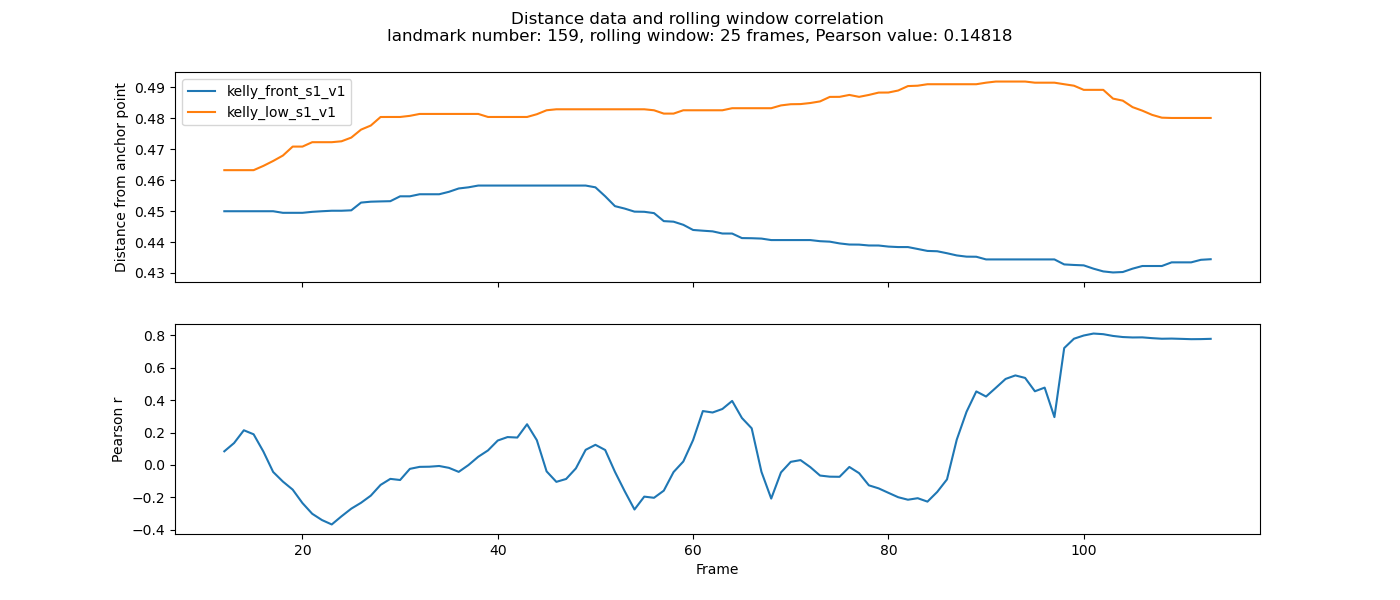 Distance data and rolling window correlation
landmark number: 159, rolling window: 25 frames, Pearson value: 0.14818
Distance from anchor point
0.49
0.48
0.47
0.46
0.45
0.44
0.43
kelly_front_s1_v1
kelly_low_s1_v1
Pearson r
0.8
0.6
0.4
0.2
0.0
−0.2
−0.4
20 40 60 80 100
Frame